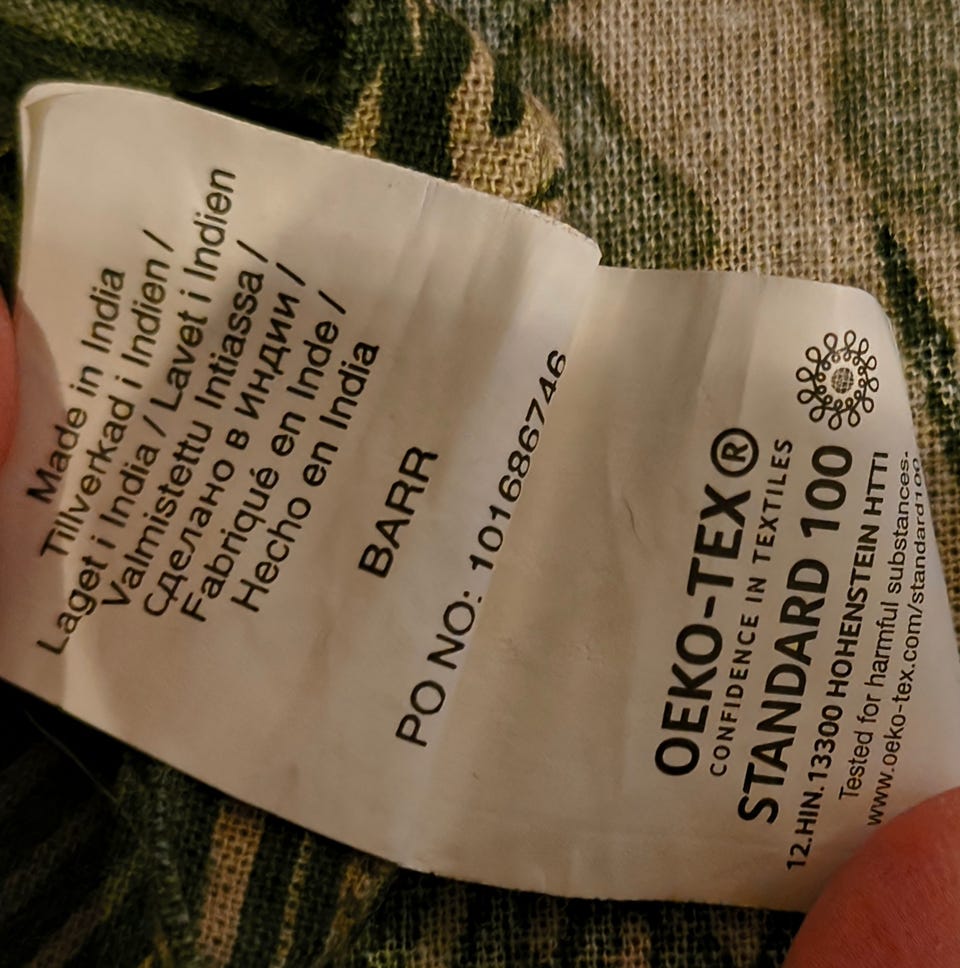 Made in India
Tillverkad i Indien /
Laget i India / Lavet i Indien
Valmistettu Intiassa /
Сделано в Индии /
Fabriqué en Inde /
Hecho en India
BARR
PO NO: 101686746
OEKO-TEX®
CONFIDENCE IN TEXTILES
STANDARD 100
12.HIN.13300 HOHENSTEIN HTTI
Tested for harmful substances-
www.oeko-tex.com/standard100